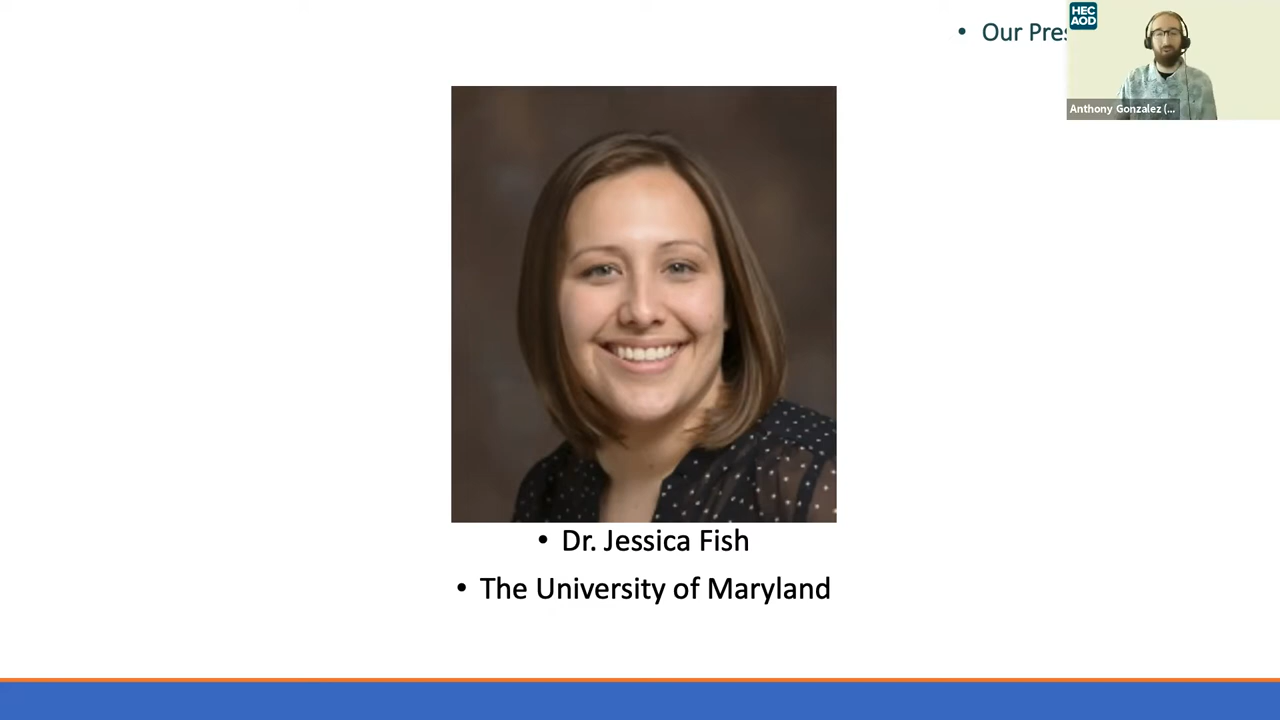 • Our Pres
HEC
AOD
Anthony Gonzalez (...
• Dr. Jessica Fish
• The University of Maryland